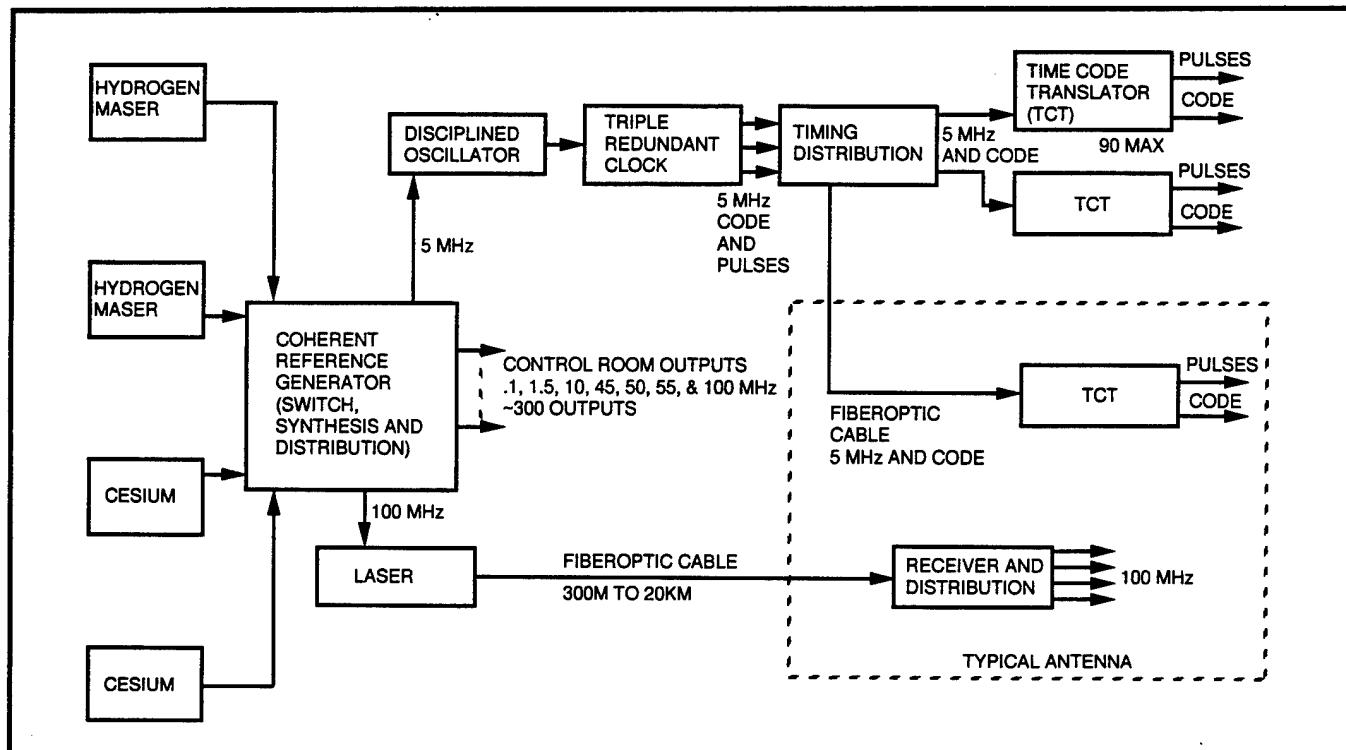 HYDROGEN
MASER
HYDROGEN
MASER
CESIUM
CESIUM
COHERENT
REFERENCE
GENERATOR
(SWITCH,
SYNTHESIS AND
DISTRIBUTION)
5 MHz
DISCIPLINED
OSCILLATOR
TRIPLE
REDUNDANT
CLOCK
5 MHz
CODE
AND
PULSES
TIMING
DISTRIBUTION
5 MHz
AND CODE
TIME CODE
TRANSLATOR
(TCT)
PULSES
CODE
90 MAX
TCT
PULSES
CODE
CONTROL ROOM OUTPUTS
.1, 1.5, 10, 45, 50, 55, & 100 MHz
~300 OUTPUTS
FIBEROPTIC
CABLE
5 MHz AND CODE
TCT
PULSES
CODE
100 MHz
LASER
FIBEROPTIC CABLE
300M TO 20KM
RECEIVER AND
DISTRIBUTION
100 MHz
TYPICAL ANTENNA